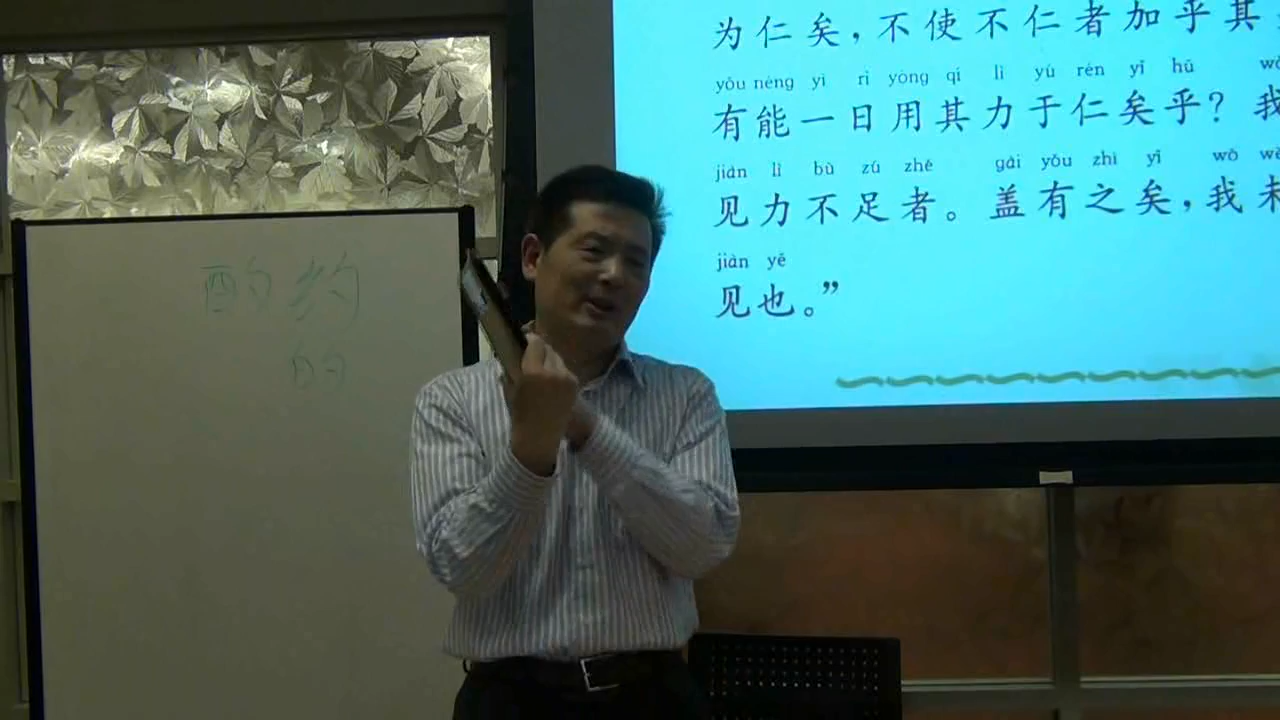 酌 约
的
为仁矣，不使不仁者加乎其
yǒu néng yì rì yòng qí lì yú rén yǐ hū
有能一日用其力于仁矣乎？我
jiàn lì bù zú zhě gài yǒu zhī yǐ wǒ
见力不足者。盖有之矣，我未
jiàn yě
见也。”